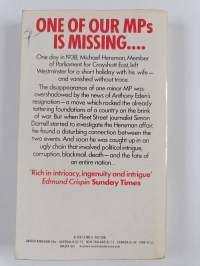 ONE OF OUR MPs
IS MISSING....
One day in 1938, Michael Hensman, Member
of Parliament for Crayshott East, left
Westminster for a short holiday with his wife –
and vanished without trace.
The disappearance of one minor MP was
overshadowed by the news of Anthony Eden's
resignation – a move which rocked the already
tottering foundations of a country on the brink
of war. But when Fleet Street journalist Simon
Darrell started to investigate the Hensman affair,
he found a disturbing connection between the
two events. And soon he was caught up in an
ugly chain that involved political intrigue,
corruption, blackmail, death – and the fate of
an entire nation...
'Rich in intricacy, ingenuity and intrigue'
Edmund Crispin Sunday Times